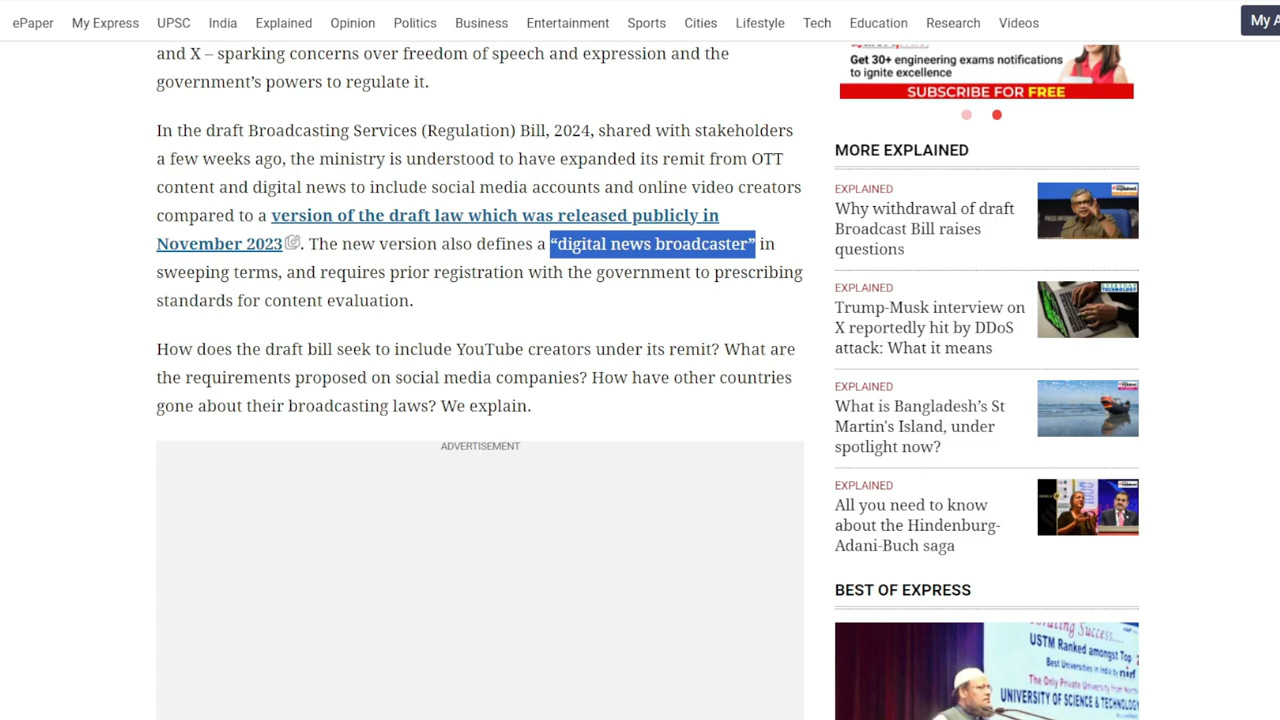 ePaper My Express UPSC India Explained Opinion Politics Business Entertainment Sports Cities Lifestyle Tech Education Research Videos
My A
and X – sparking concerns over freedom of speech and expression and the
government’s powers to regulate it.
In the draft Broadcasting Services (Regulation) Bill, 2024, shared with stakeholders
a few weeks ago, the ministry is understood to have expanded its remit from OTT
content and digital news to include social media accounts and online video creators
compared to a version of the draft law which was released publicly in
November 2023. The new version also defines a “digital news broadcaster” in
sweeping terms, and requires prior registration with the government to prescribing
standards for content evaluation.
How does the draft bill seek to include YouTube creators under its remit? What are
the requirements proposed on social media companies? How have other countries
gone about their broadcasting laws? We explain.
ADVERTISEMENT
Get 30+ engineering exams notifications
to ignite excellence
SUBSCRIBE FOR FREE
MORE EXPLAINED
EXPLAINED
Why withdrawal of draft
Broadcast Bill raises
questions
EXPLAINED
Trump-Musk interview on
X reportedly hit by DDoS
attack: What it means
EXPLAINED
What is Bangladesh’s St
Martin's Island, under
spotlight now?
EXPLAINED
All you need to know
about the Hindenburg-
Adani-Buch saga
BEST OF EXPRESS
Success....
USTM Ranked amongst Top
Best Universities in India by nirf
The Only Private University from North
UNIVERSITY OF SCIENCE & TECHNOLOGY